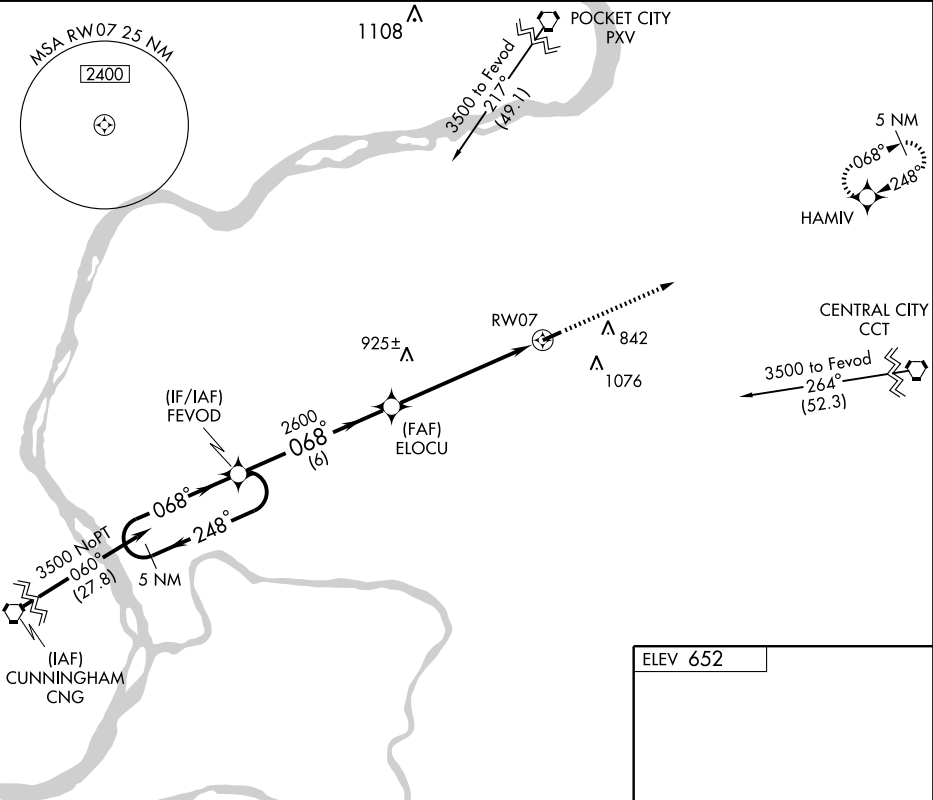 MSA RW07 25 NM
2400
1108
POCKET CITY
PXV
3500 to Fevod
217°
(49.1)
5 NM
068°
248°
HAMIV
CENTRAL CITY
CCT
3500 to Fevod
264°
(52.3)
RW07
842
1076
925±
(IF/IAF)
FEVOD
2600
068°
(6)
(FAF)
ELOCU
068°
248°
5 NM
3500 NoPT
060°
(27.8)
(IAF)
CUNNINGHAM
CNG
ELEV 652